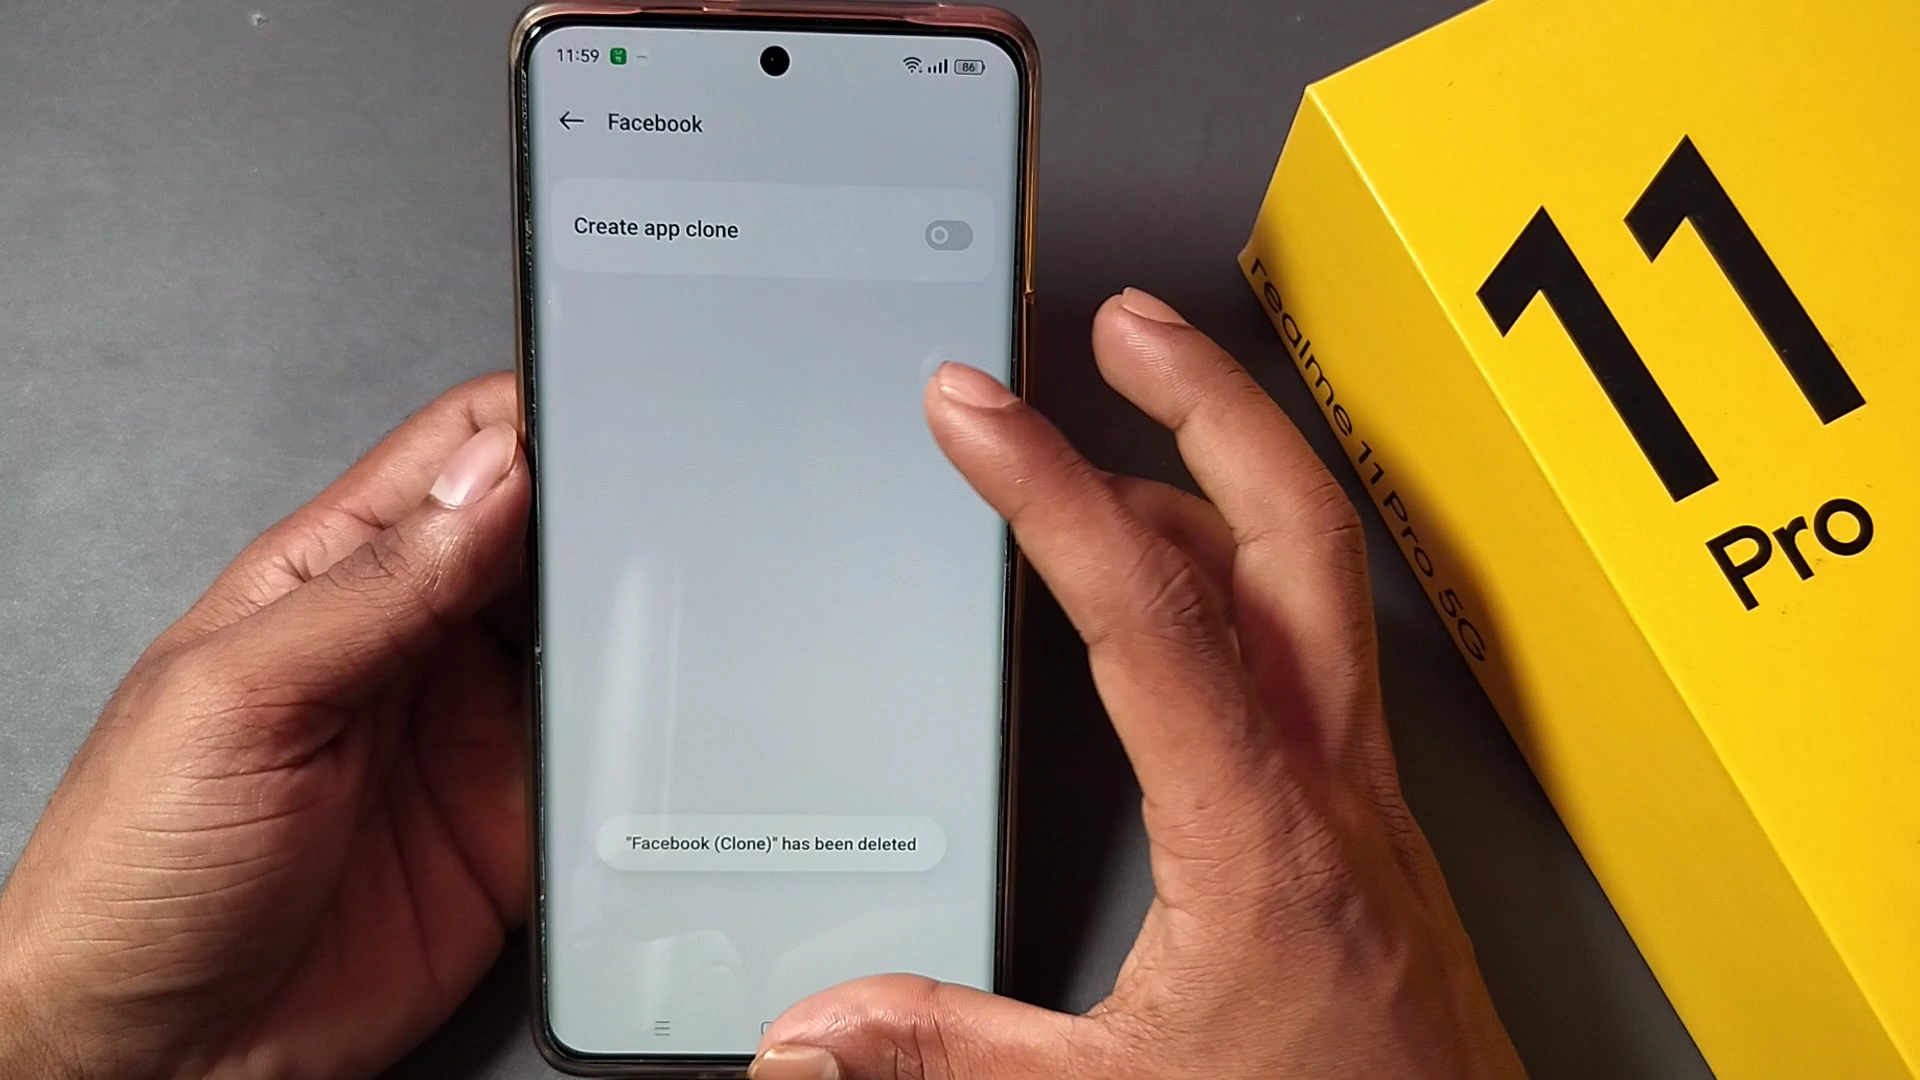 11:59
86
Facebook
Create app clone
"Facebook (Clone)" has been deleted
11
Pro
realme 11 Pro 5G